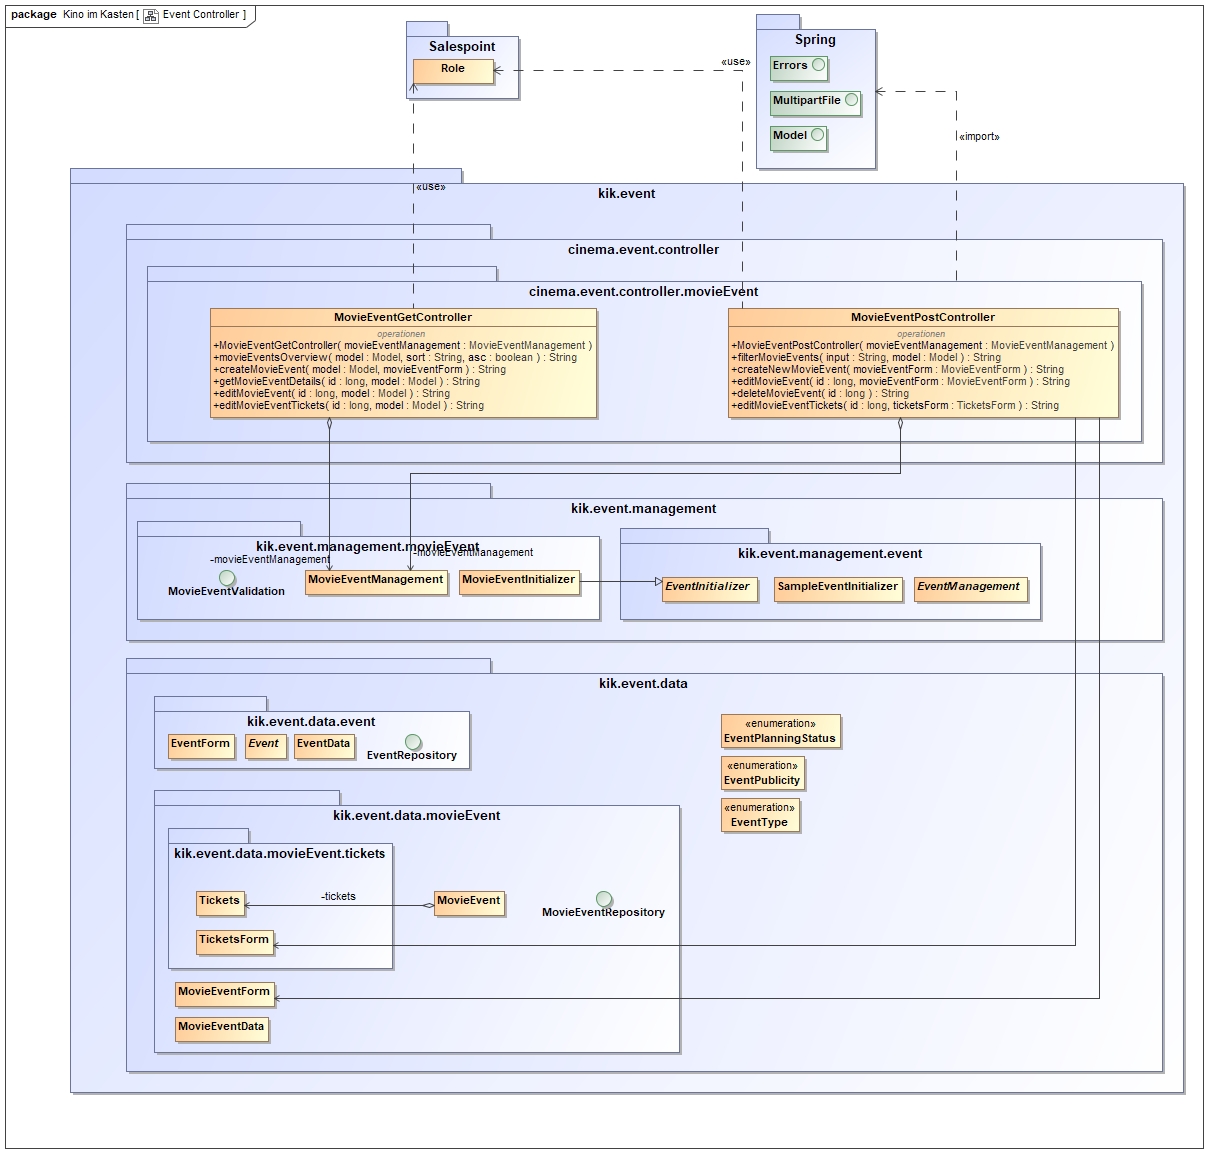 package Kino im Kasten [ Event Controller ]
Salespoint
Role
Spring
Errors
MultipartFile
Model
«use»
«import»
«use»
kik.event
cinema.event.controller
cinema.event.controller.movieEvent
MovieEventGetController
operationen
+MovieEventGetController( movieEventManagement : MovieEventManagement )
+movieEventsOverview( model : Model, sort : String, asc : boolean ) : String
+createMovieEvent( model : Model, movieEventForm ) : String
+getMovieEventDetails( id : long, model : Model ) : String
+editMovieEvent( id : long, model : Model ) : String
+editMovieEventTickets( id : long, model : Model ) : String
MovieEventPostController
operationen
+MovieEventPostController( movieEventManagement : MovieEventManagement )
+filterMovieEvents( input : String, model : Model ) : String
+createNewMovieEvent( movieEventForm : MovieEventForm ) : String
+editMovieEvent( id : long, movieEventForm : MovieEventForm ) : String
+deleteMovieEvent( id : long ) : String
+editMovieEventTickets( id : long, ticketsForm : TicketsForm ) : String
kik.event.management
kik.event.management.movieEvent
-movieEventManagement
-movieEventManagement
MovieEventValidation
MovieEventManagement
MovieEventInitializer
kik.event.management.event
EventInitializer
SampleEventInitializer
EventManagement
kik.event.data
kik.event.data.event
EventForm
Event
EventData
EventRepository
«enumeration»
EventPlanningStatus
«enumeration»
EventPublicity
«enumeration»
EventType
kik.event.data.movieEvent
kik.event.data.movieEvent.tickets
Tickets
-tickets
MovieEvent
MovieEventRepository
TicketsForm
MovieEventForm
MovieEventData